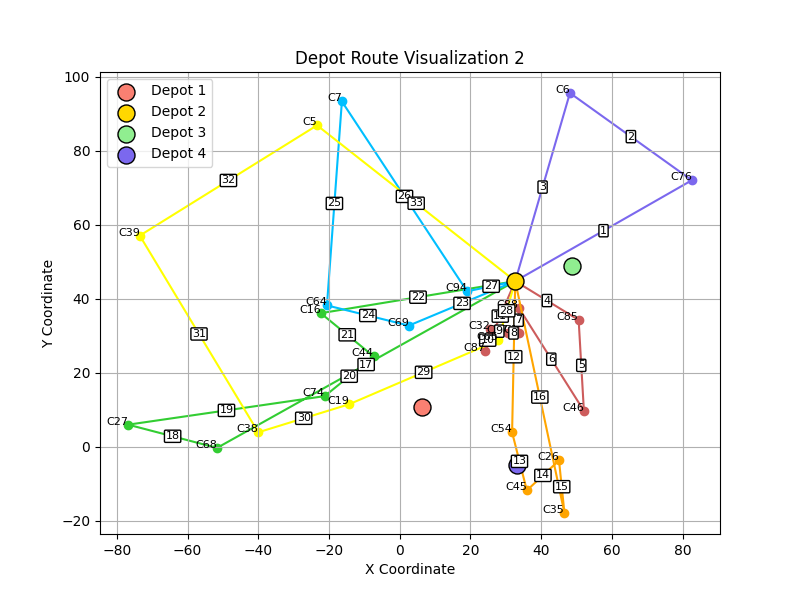 Depot Route Visualization 2
100
80
60
40
20
0
−20
−80
−60
−40
−20
0
20
40
60
80
X Coordinate
Y Coordinate
Depot 1
Depot 2
Depot 3
Depot 4
C6
C7
C5
C76
C39
C94
C64
C16
C69
C44
C85
C88
C32
C87
C46
C74
C19
C27
C68
C38
C54
C45
C26
C35
1
2
3
4
5
6
7
8
9
10
12
13
14
15
16
17
18
19
20
21
22
23
24
25
26
27
28
29
30
31
32
33